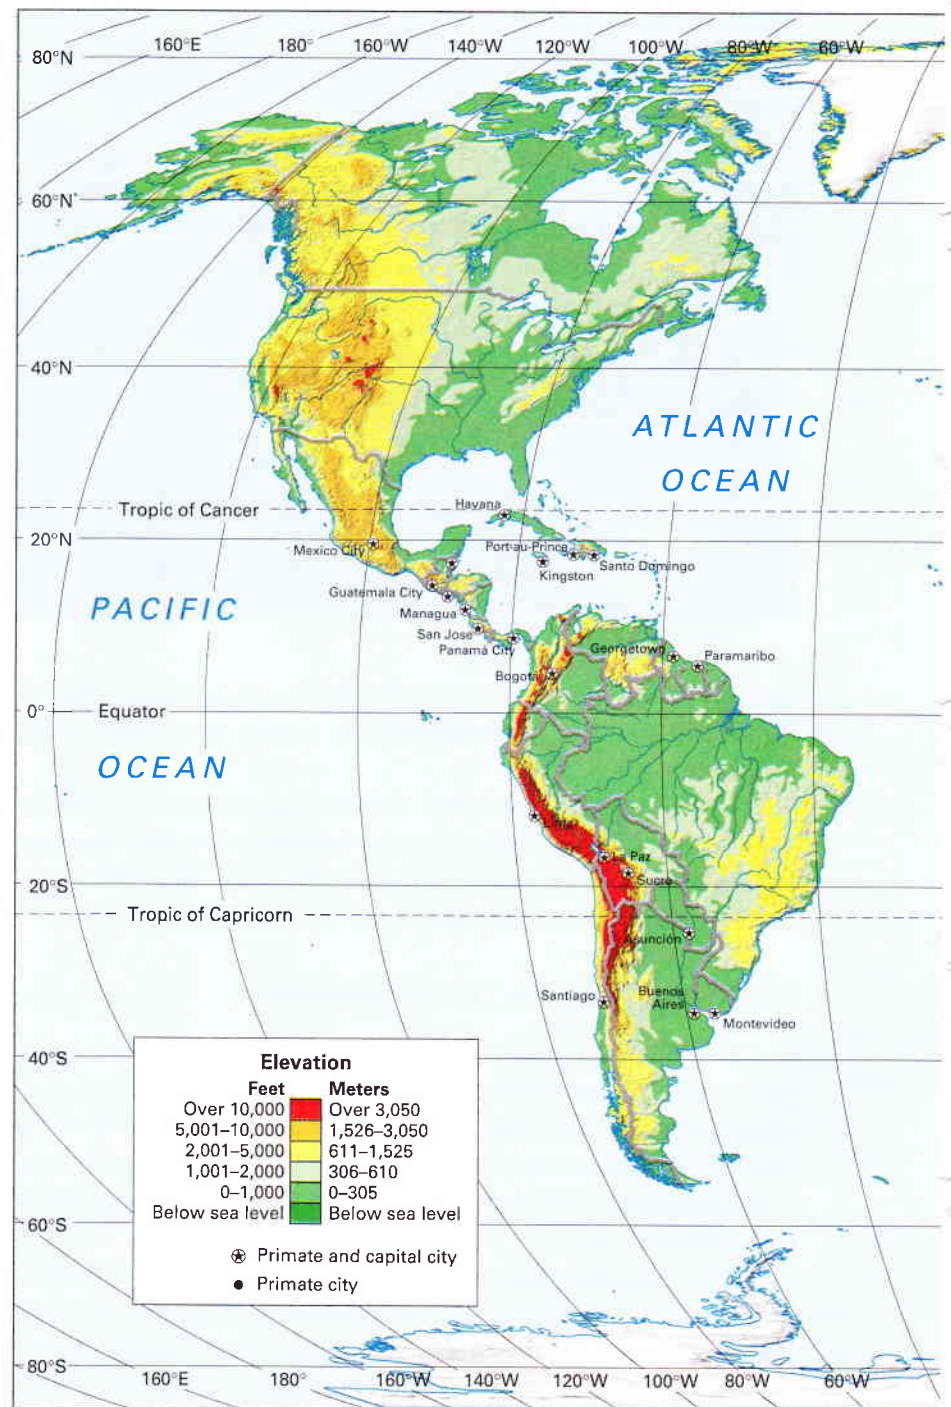 160°E 180° 160°W 140°W 120°W 100°W 80°W 60°W
80°N
60°N
40°N
ATLANTIC
OCEAN
Tropic of Cancer
Havana
20°N
Mexico City
Port-au-Prince
Santo Domingo
Kingston
Guatemala City
PACIFIC
Managua
San Jose
Panamá City
Georgetown
Paramaribo
Bogotá
0°
Equator
OCEAN
Lima
La Paz
Sucre
20°S
Tropic of Capricorn
Asunción
Santiago
Buenos
Aires
Montevideo
40°S
Elevation
Feet Meters
Over 10,000 Over 3,050
5,001–10,000 1,526–3,050
2,001–5,000 611–1,525
1,001–2,000 306–610
0–1,000 0–305
Below sea level Below sea level
Primate and capital city
Primate city
60°S
80°S
160°E 180° 160°W 140°W 120°W 100°W 80°W 60°W